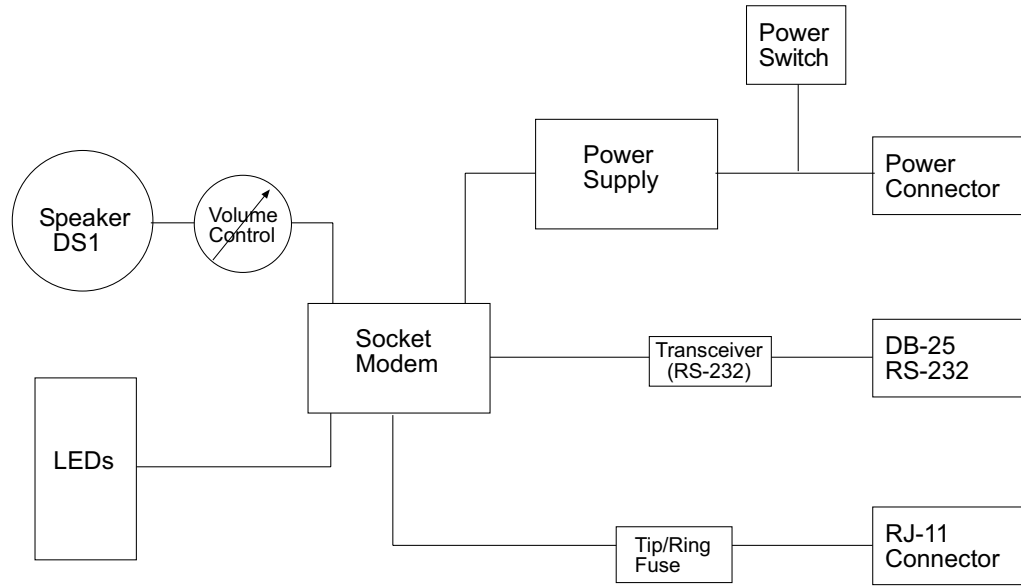 Power
Switch
Power
Supply
Power
Connector
Speaker
DS1
Volume
Control
Socket
Modem
Transceiver
(RS-232)
DB-25
RS-232
LEDs
Tip/Ring
Fuse
RJ-11
Connector